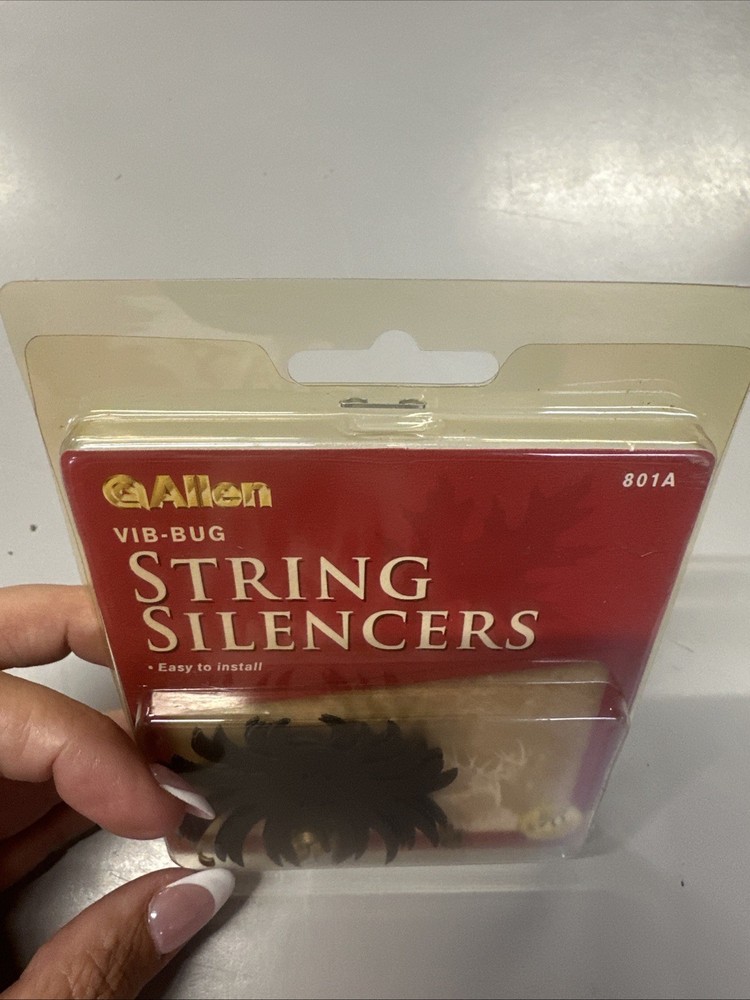 Allen
801A
VIB-BUG
STRING
SILENCERS
• Easy to install